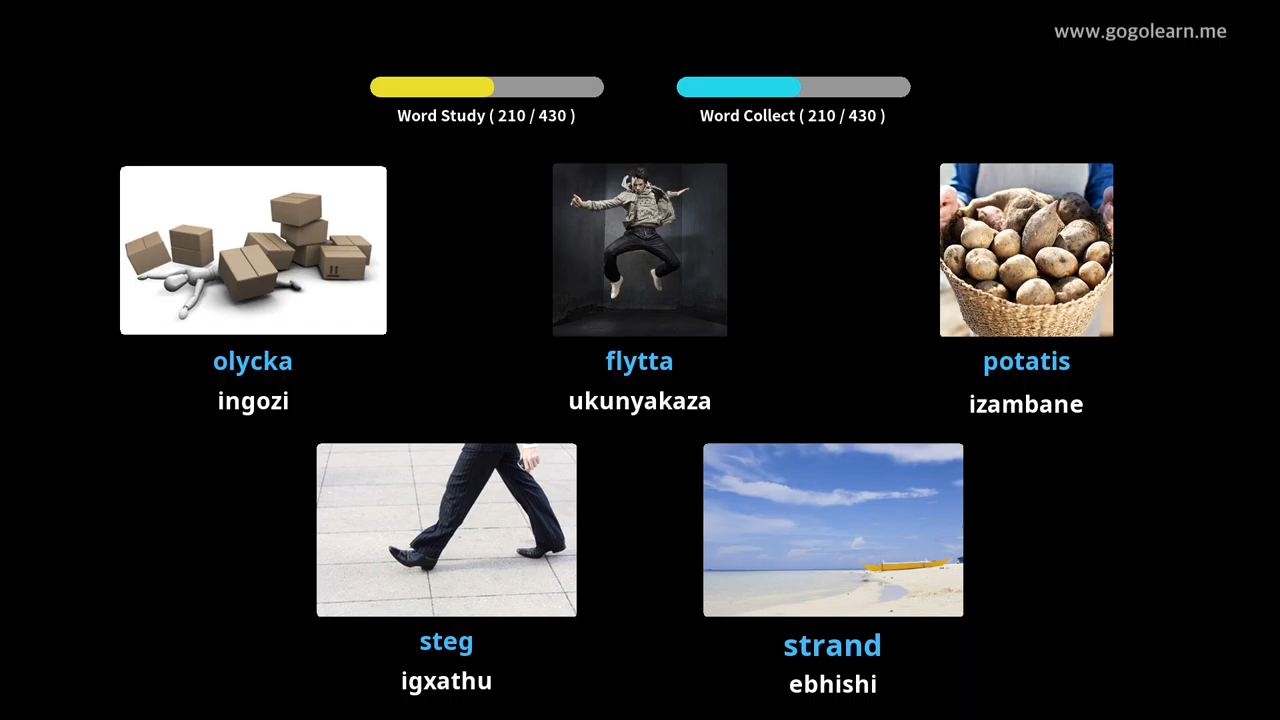 www.gogolearn.me
Word Study ( 210 / 430 )
Word Collect ( 210 / 430 )
olycka
ingozi
flytta
ukunyakaza
potatis
izambane
steg
igxathu
strand
ebhishi